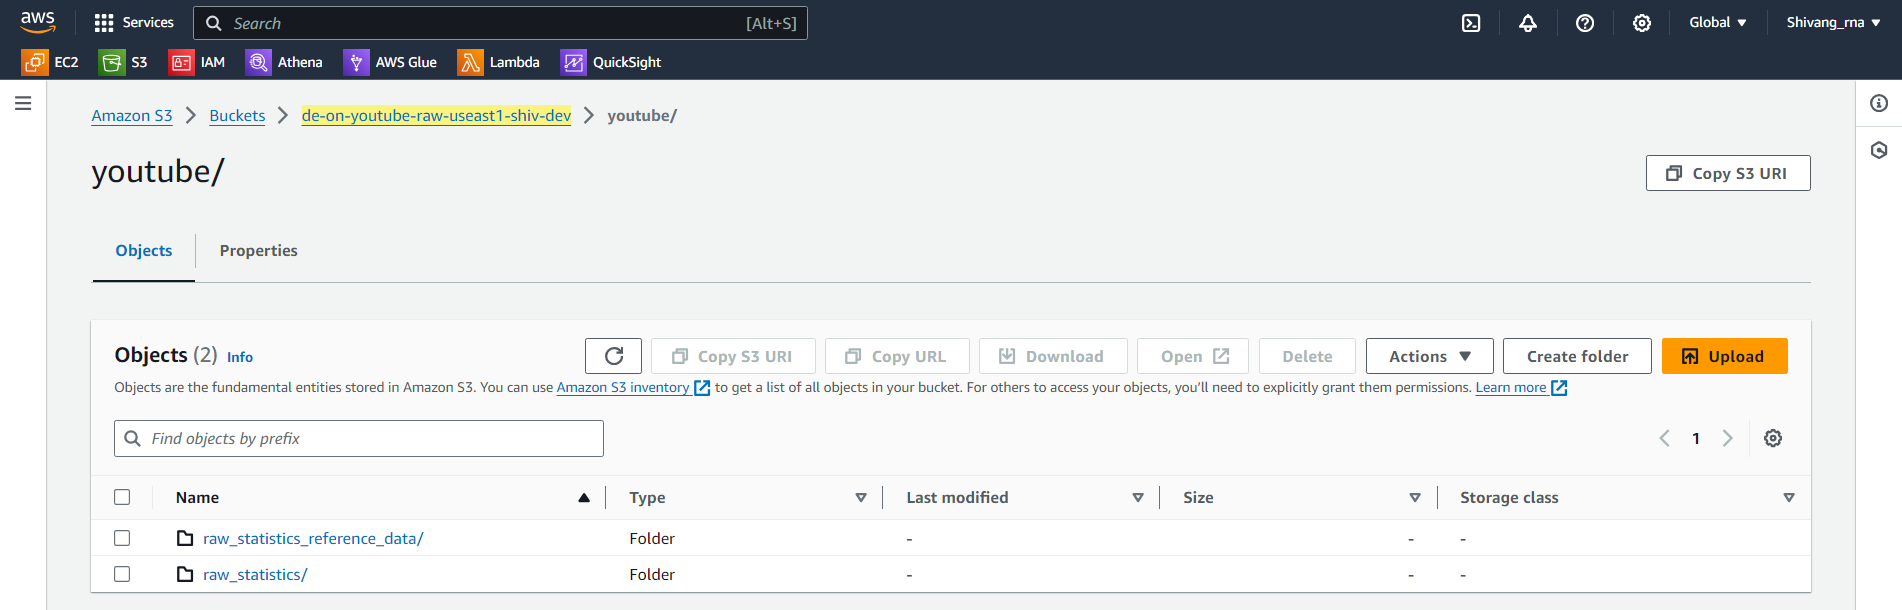 aws Services Search [Alt+S] Global Shivang_rna
EC2 S3 IAM Athena AWS Glue Lambda QuickSight
Amazon S3 Buckets de-on-youtube-raw-useast1-shiv-dev youtube/
youtube/
Copy S3 URI
Objects Properties
Objects (2) Info Copy S3 URI Copy URL Download Open Delete Actions Create folder Upload
Objects are the fundamental entities stored in Amazon S3. You can use Amazon S3 inventory to get a list of all objects in your bucket. For others to access your objects, you’ll need to explicitly grant them permissions. Learn more
Find objects by prefix 1
Name Type Last modified Size Storage class
raw_statistics_reference_data/ Folder - - -
raw_statistics/ Folder - - -